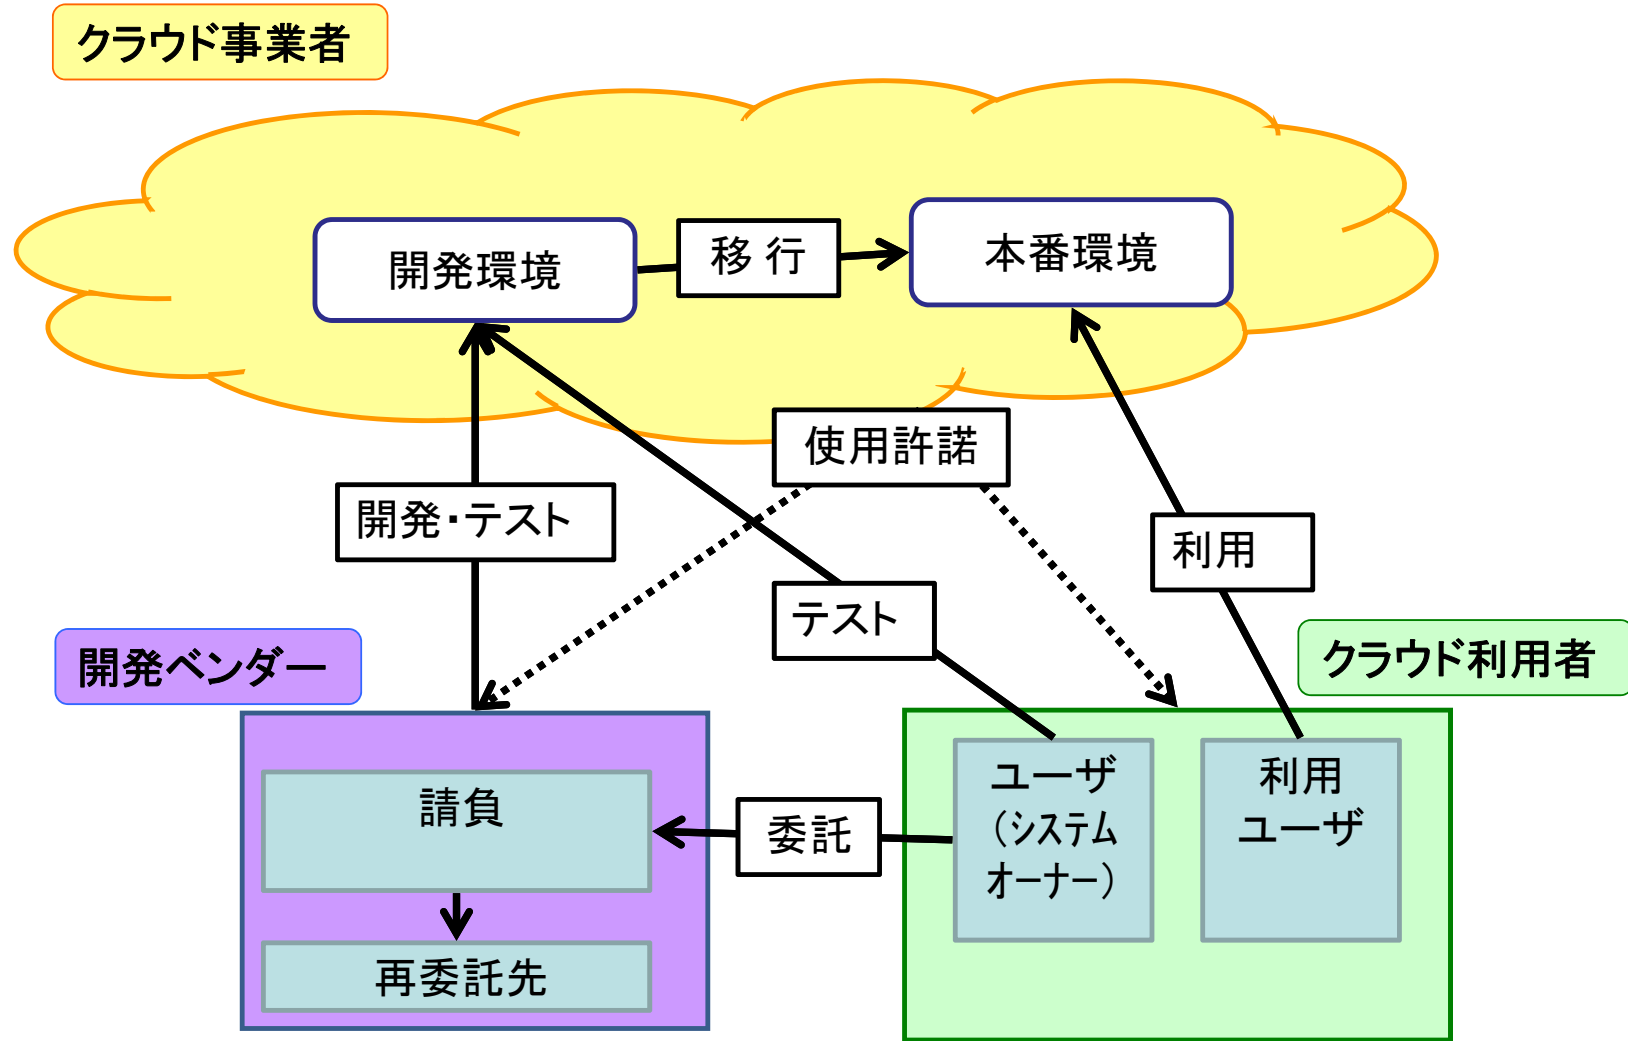 クラウド事業者
開発環境
移 行
本番環境
使用許諾
開発・テスト
利用
テスト
開発ベンダー
クラウド利用者
請負
委託
ユーザ
（システム
オーナー）
利用
ユーザ
再委託先